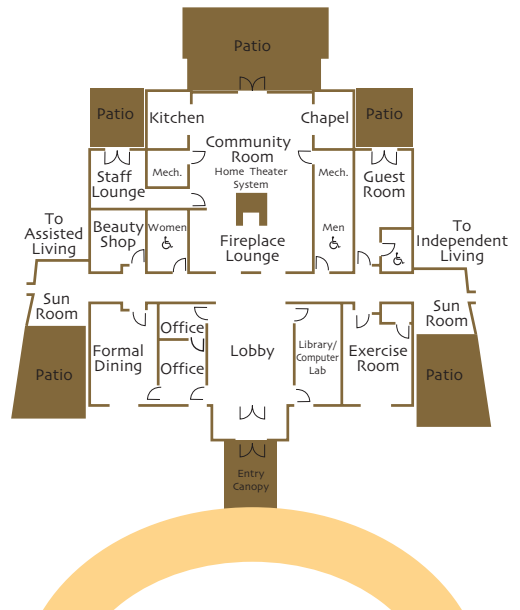 Patio
Patio
Kitchen
Chapel
Patio
Community
Room
Home Theater
System
Mech.
Mech.
Staff
Lounge
Guest
Room
To
Assisted
Living
Beauty
Shop
Women
Fireplace
Lounge
Men
To
Independent
Living
Sun
Room
Sun
Room
Office
Office
Formal
Dining
Lobby
Library/
Computer
Lab
Exercise
Room
Patio
Patio
Entry
Canopy